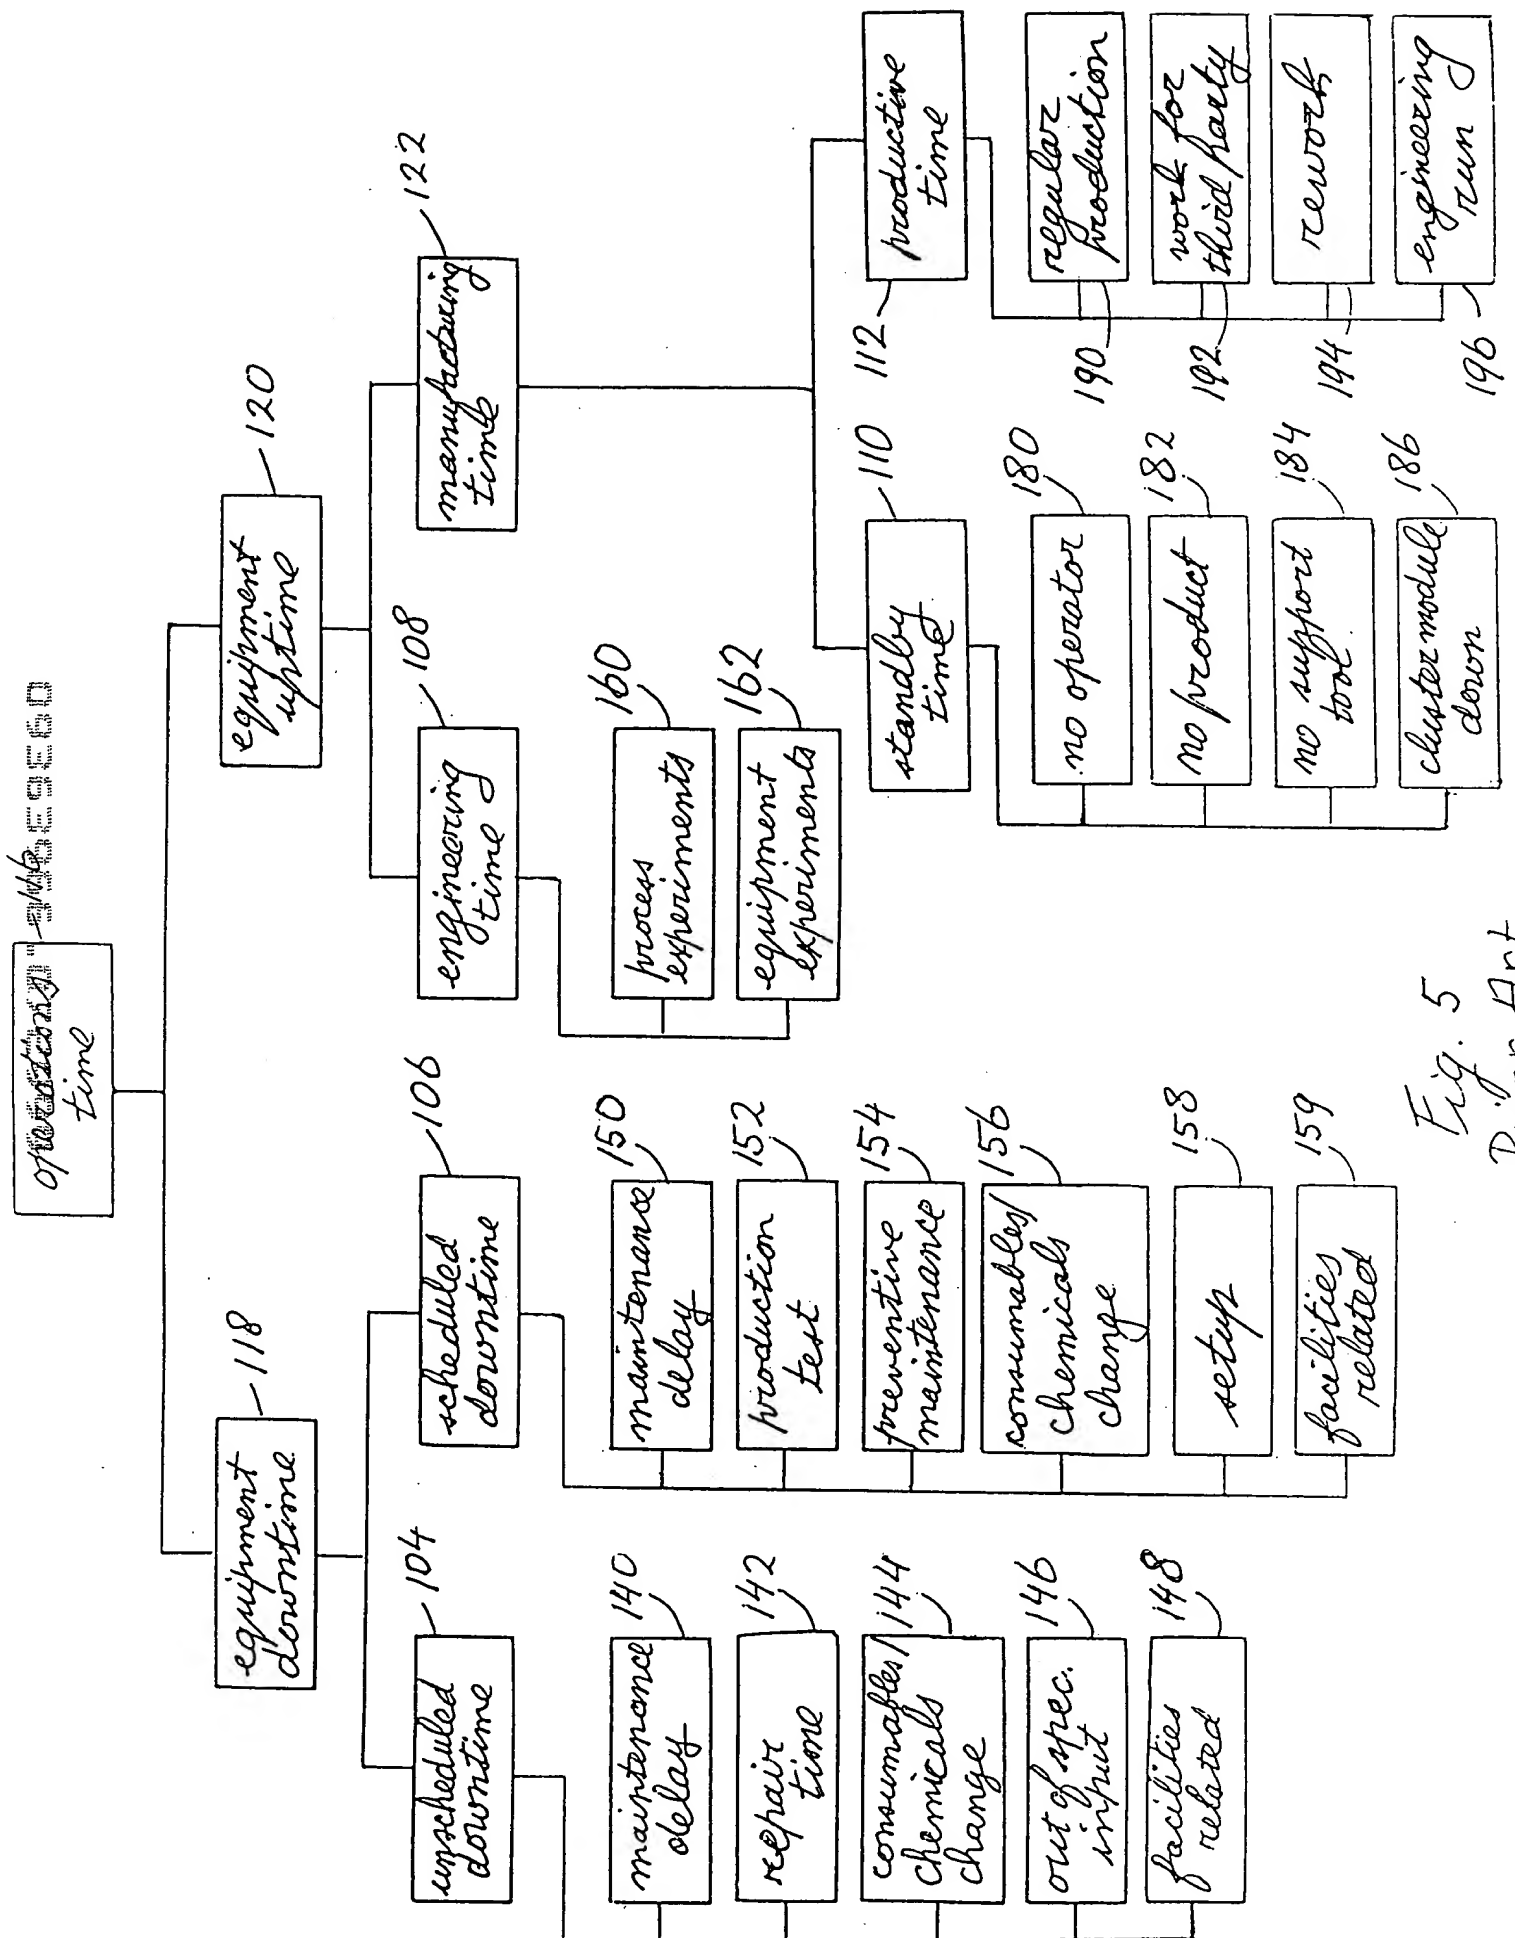 operations
time
116
09363960
equipment
downtime
118
equipment
uptime
120
unscheduled
downtime
104
scheduled
downtime
106
engineering
time
108
manufacturing
time
122
maintenance
delay
140
repair
time
142
consumables/
chemicals
change
144
out of spec.
input
146
facilities
related
148
maintenance
delay
150
production
test
152
preventive
maintenance
154
consumables/
chemicals
change
156
setup
158
facilities
related
159
process
experiments
160
equipment
experiments
162
standby
time
110
productive
time
112
no operator
180
no product
182
no support
tool.
184
cluster module
down
186
regular
production
190
work for
third party
192
rework
194
engineering
run
196
Fig. 5
Prior Art